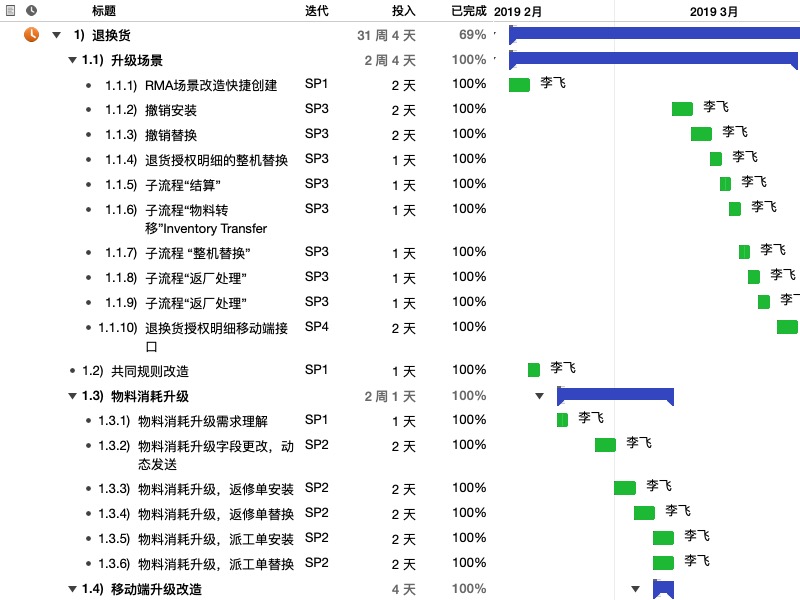 标题 迭代 投入 已完成 2019 2月 2019 3月
1) 退换货 31 周 4 天 69%
1.1) 升级场景 2 周 4 天 100%
1.1.1) RMA场景改造快捷创建 SP1 2 天 100% 李飞
1.1.2) 撤销安装 SP3 2 天 100% 李飞
1.1.3) 撤销替换 SP3 2 天 100% 李飞
1.1.4) 退货授权明细的整机替换 SP3 1 天 100% 李飞
1.1.5) 子流程“结算” SP3 1 天 100% 李飞
1.1.6) 子流程“物料转 SP3 1 天 100% 李飞
移”Inventory Transfer
1.1.7) 子流程 “整机替换” SP3 1 天 100% 李飞
1.1.8) 子流程“返厂处理” SP3 1 天 100% 李飞
1.1.9) 子流程“返厂处理” SP3 1 天 100% 李
1.1.10) 退换货授权明细移动端接 SP4 2 天 100%
口
1.2) 共同规则改造 SP1 1 天 100% 李飞
1.3) 物料消耗升级 2 周 1 天 100%
1.3.1) 物料消耗升级需求理解 SP1 1 天 100% 李飞
1.3.2) 物料消耗升级字段更改，动 SP2 2 天 100% 李飞
态发送
1.3.3) 物料消耗升级，返修单安装 SP2 2 天 100% 李飞
1.3.4) 物料消耗升级，返修单替换 SP2 2 天 100% 李飞
1.3.5) 物料消耗升级，派工单安装 SP2 2 天 100% 李飞
1.3.6) 物料消耗升级，派工单替换 SP2 2 天 100% 李飞
1.4) 移动端升级改造 4 天 100%